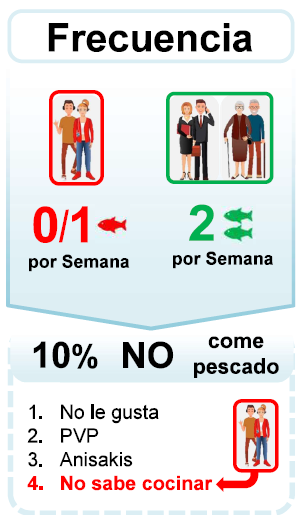 Frecuencia
0/1
por Semana
2
por Semana
10% NO come pescado
1. No le gusta
2. PVP
3. Anisakis
4. No sabe cocinar